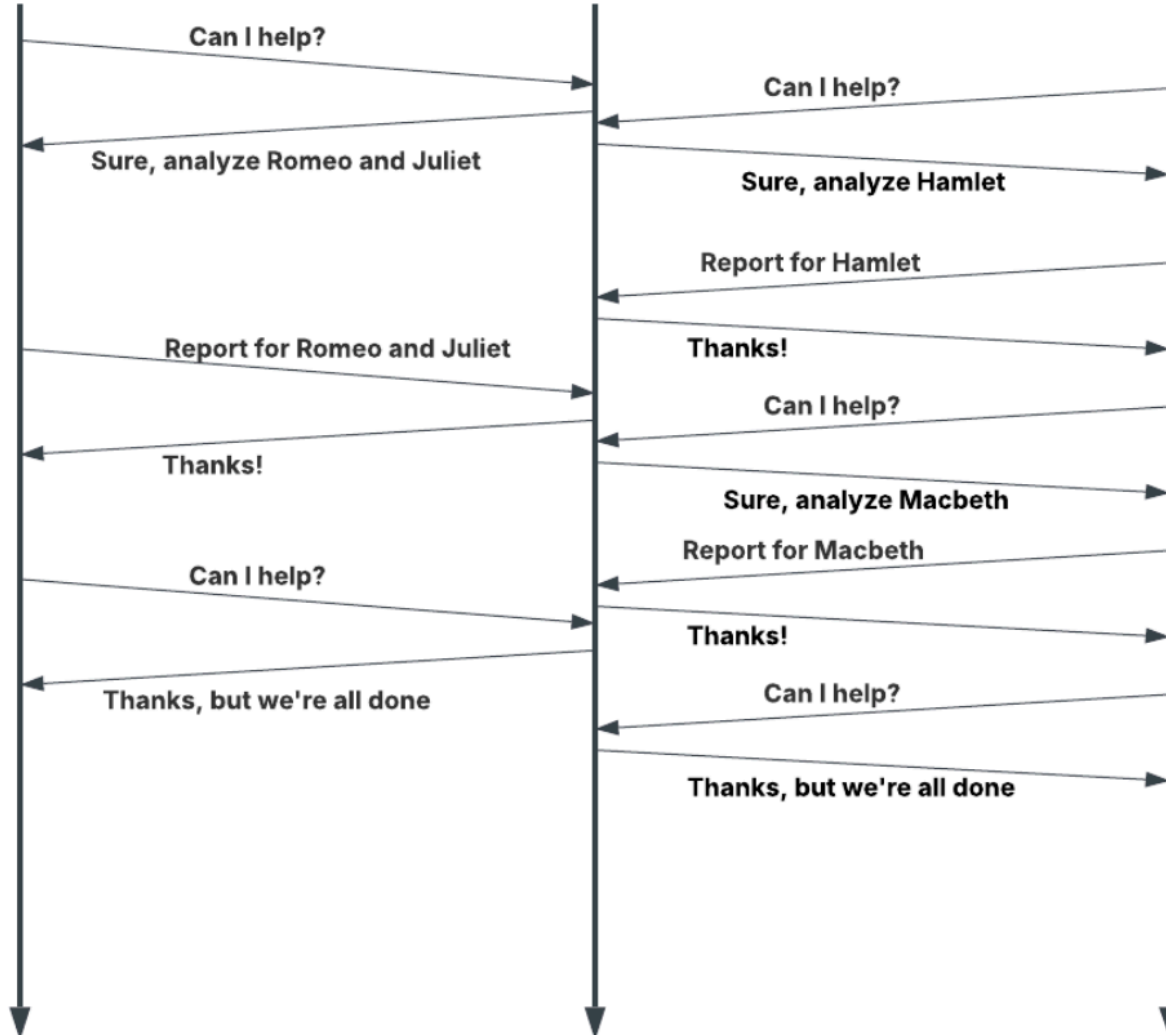 Can I help?
Can I help?
Sure, analyze Romeo and Juliet
Sure, analyze Hamlet
Report for Hamlet
Report for Romeo and Juliet
Thanks!
Can I help?
Thanks!
Sure, analyze Macbeth
Report for Macbeth
Can I help?
Thanks!
Thanks, but we're all done
Can I help?
Thanks, but we're all done